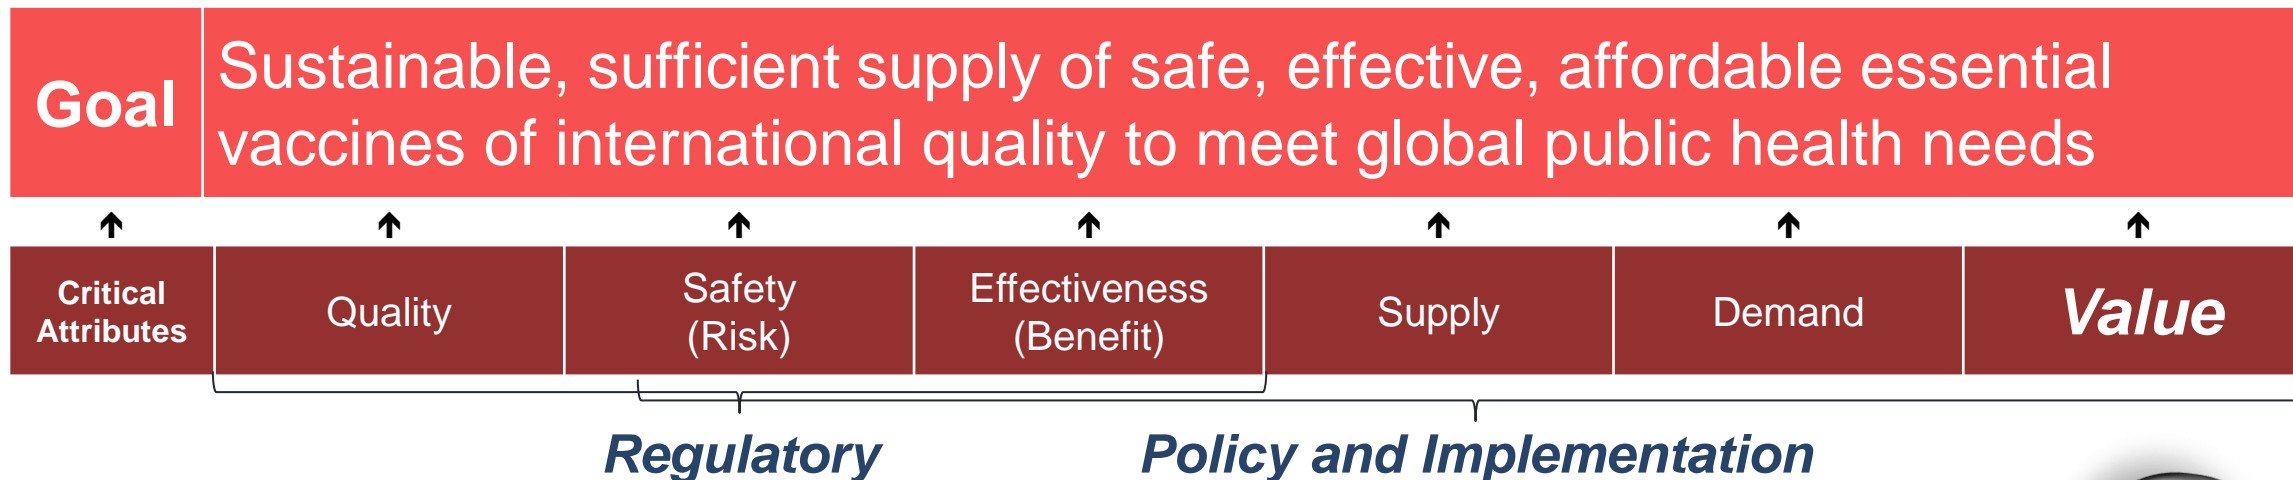 Goal
Sustainable, sufficient supply of safe, effective, affordable essential
vaccines of international quality to meet global public health needs
Critical
Attributes
Quality
Safety
(Risk)
Effectiveness
(Benefit)
Supply
Demand
Value
Regulatory
Policy and Implementation